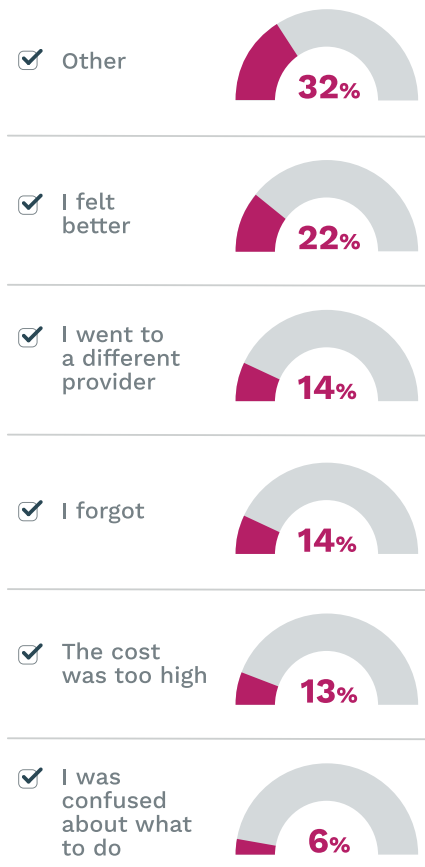 Other
32%
I felt
better
22%
I went to
a different
provider
14%
I forgot
14%
The cost
was too high
13%
I was
confused
about what
to do
6%